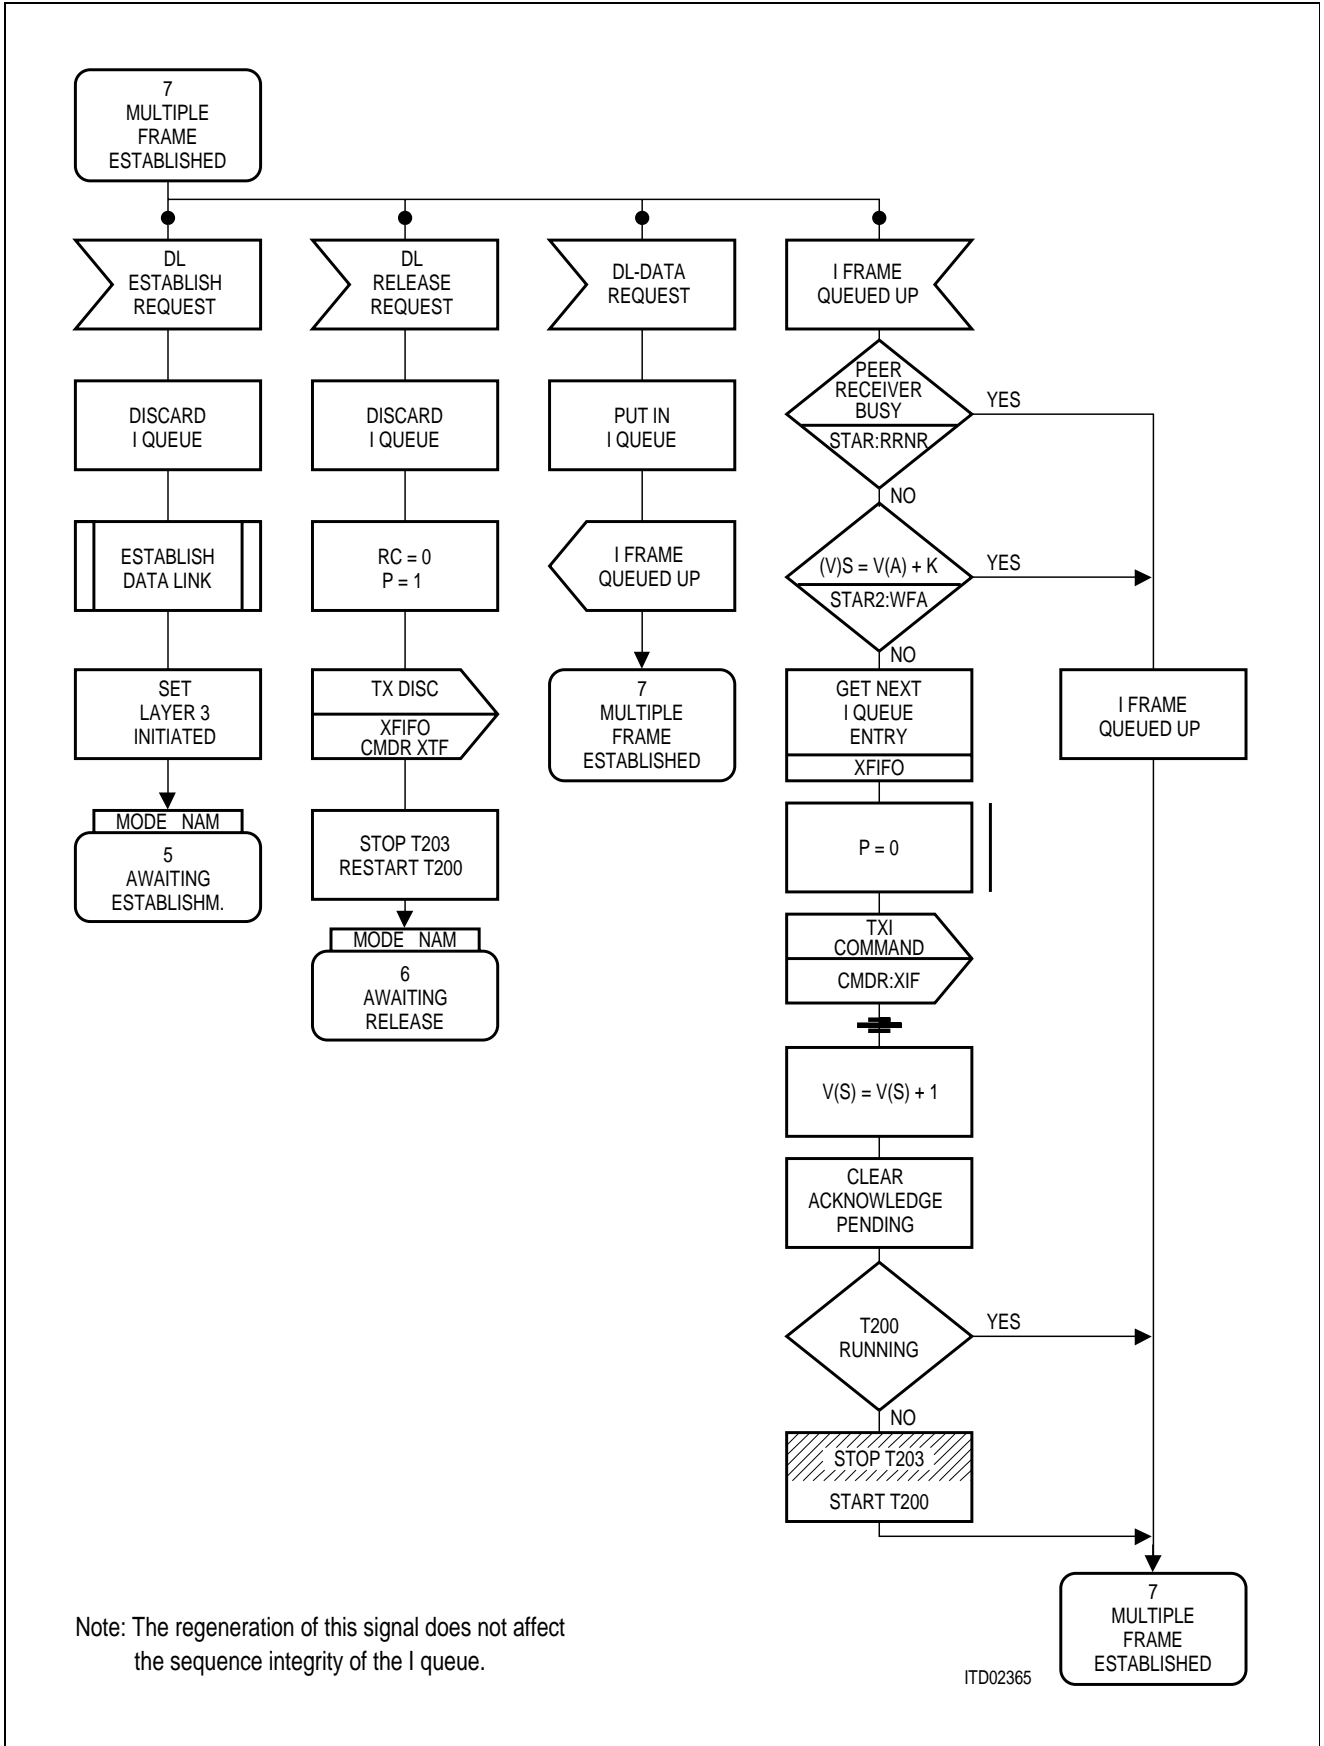 7
MULTIPLE
FRAME
ESTABLISHED
DL
ESTABLISH
REQUEST
DISCARD
I QUEUE
ESTABLISH
DATA LINK
SET
LAYER 3
INITIATED
MODE NAM
5
AWAITING
ESTABLISHM.
DL
RELEASE
REQUEST
DISCARD
I QUEUE
RC = 0
P = 1
TX DISC
XFIFO
CMDR XTF
STOP T203
RESTART T200
MODE NAM
6
AWAITING
RELEASE
DL-DATA
REQUEST
PUT IN
I QUEUE
I FRAME
QUEUED UP
7
MULTIPLE
FRAME
ESTABLISHED
I FRAME
QUEUED UP
PEER
RECEIVER
BUSY
STAR:RRNR
YES
NO
(V)S = V(A) + K
STAR2:WFA
YES
NO
GET NEXT
I QUEUE
ENTRY
XFIFO
I FRAME
QUEUED UP
P = 0
TXI
COMMAND
CMDR:XIF
V(S) = V(S) + 1
CLEAR
ACKNOWLEDGE
PENDING
T200
RUNNING
YES
NO
STOP T203
START T200
7
MULTIPLE
FRAME
ESTABLISHED
Note: The regeneration of this signal does not affect
the sequence integrity of the I queue.
ITD02365